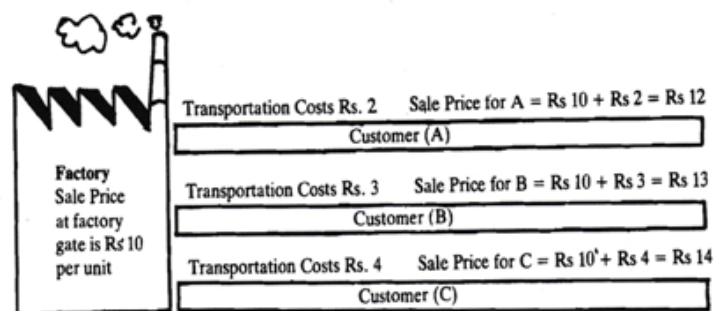 Transportation Costs Rs. 2 Sale Price for A = Rs 10 + Rs 2 = Rs 12
Customer (A)
Factory
Sale Price
at factory
gate is Rs 10
per unit
Transportation Costs Rs. 3 Sale Price for B = Rs 10 + Rs 3 = Rs 13
Customer (B)
Transportation Costs Rs. 4 Sale Price for C = Rs 10 + Rs 4 = Rs 14
Customer (C)